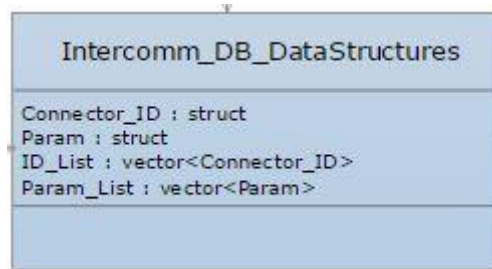 Intercomm_DB_DataStructures
Connector_ID : struct
Param : struct
ID_List : vector<Connector_ID>
Param_List : vector<Param>